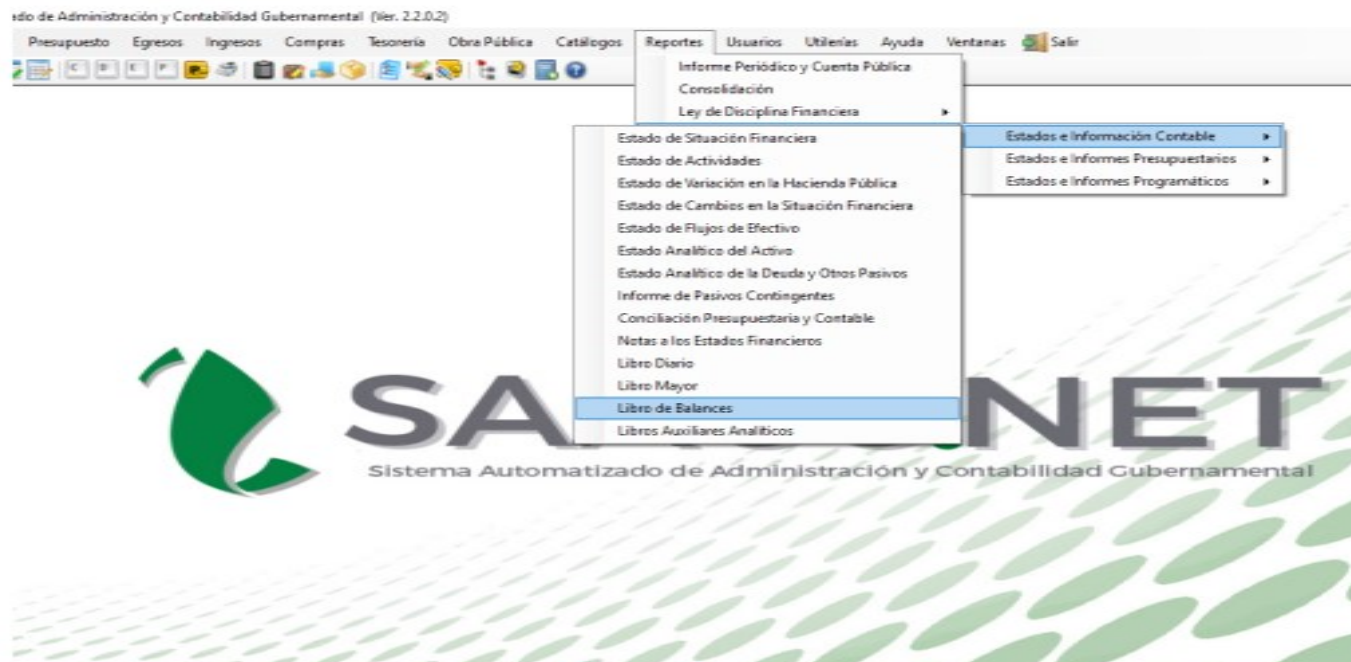 ado de Administración y Contabilidad Gubernamental (Ver. 2.2.0.2)
Presupuesto Egresos Ingresos Compras Tesorería Obra Pública Catálogos Reportes Usuarios Utilerías Ayuda Ventanas Salir
Informe Periódico y Cuenta Pública
Consolidación
Ley de Disciplina Financiera
Estados e Información Contable
Estados e Informes Presupuestarios
Estados e Informes Programáticos
Estado de Situación Financiera
Estado de Actividades
Estado de Variación en la Hacienda Pública
Estado de Cambios en la Situación Financiera
Estado de Flujos de Efectivo
Estado Analítico del Activo
Estado Analítico de la Deuda y Otros Pasivos
Informe de Pasivos Contingentes
Conciliación Presupuestaria y Contable
Notas a los Estados Financieros
Libro Diario
Libro Mayor
Libro de Balances
Libros Auxiliares Analíticos
SA NET
Sistema Automatizado de Administración y Contabilidad Gubernamental